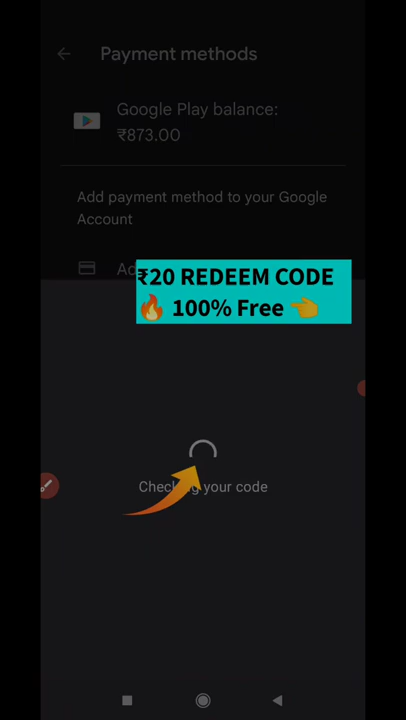 Payment methods
Google Play balance:
₹873.00
Add payment method to your Google
Account
₹20 REDEEM CODE
🔥 100% Free 👈
Checking your code